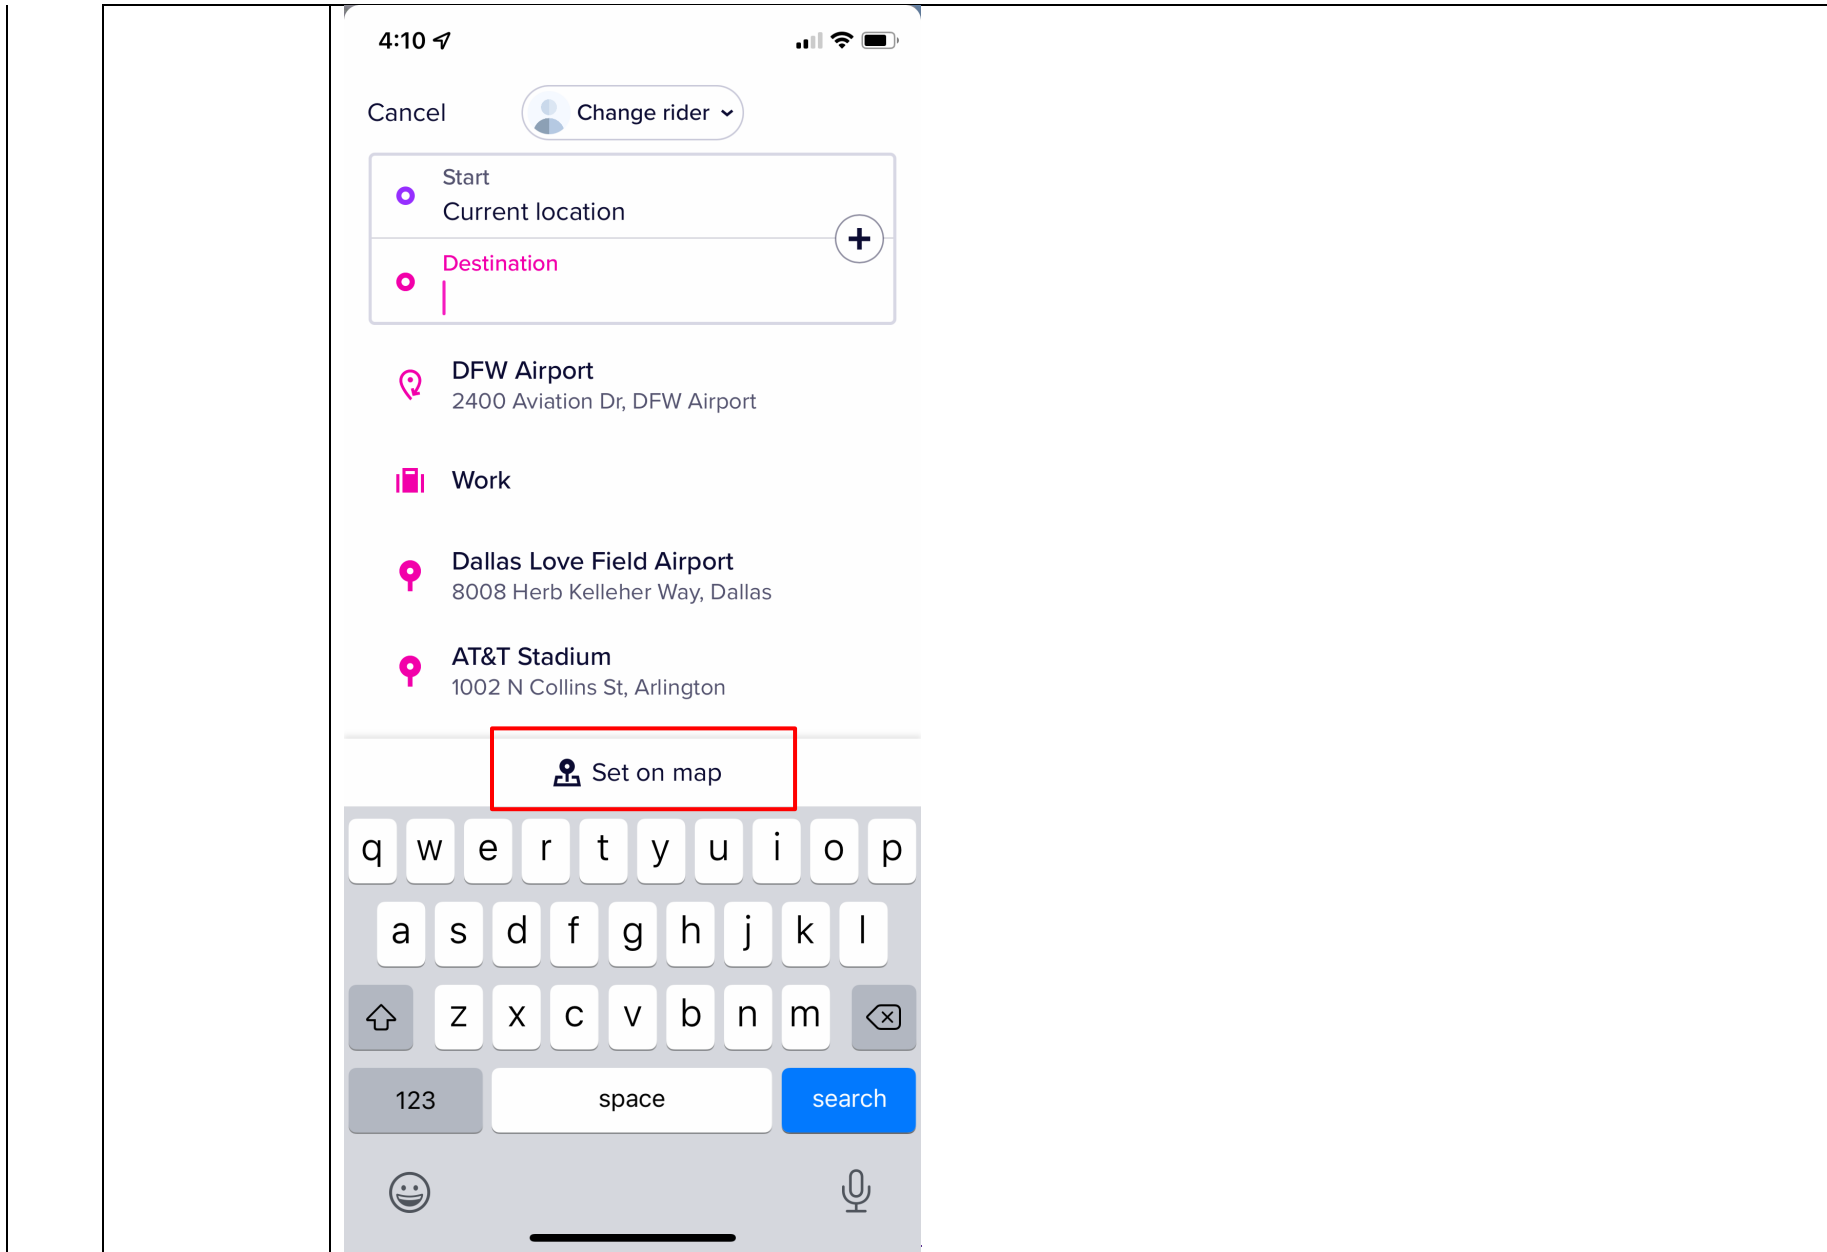 4:10
Cancel
Change rider
Start
Current location
Destination
DFW Airport
2400 Aviation Dr, DFW Airport
Work
Dallas Love Field Airport
8008 Herb Kelleher Way, Dallas
AT&T Stadium
1002 N Collins St, Arlington
Set on map
q w e r t y u i o p
a s d f g h j k l
z x c v b n m
123 space search